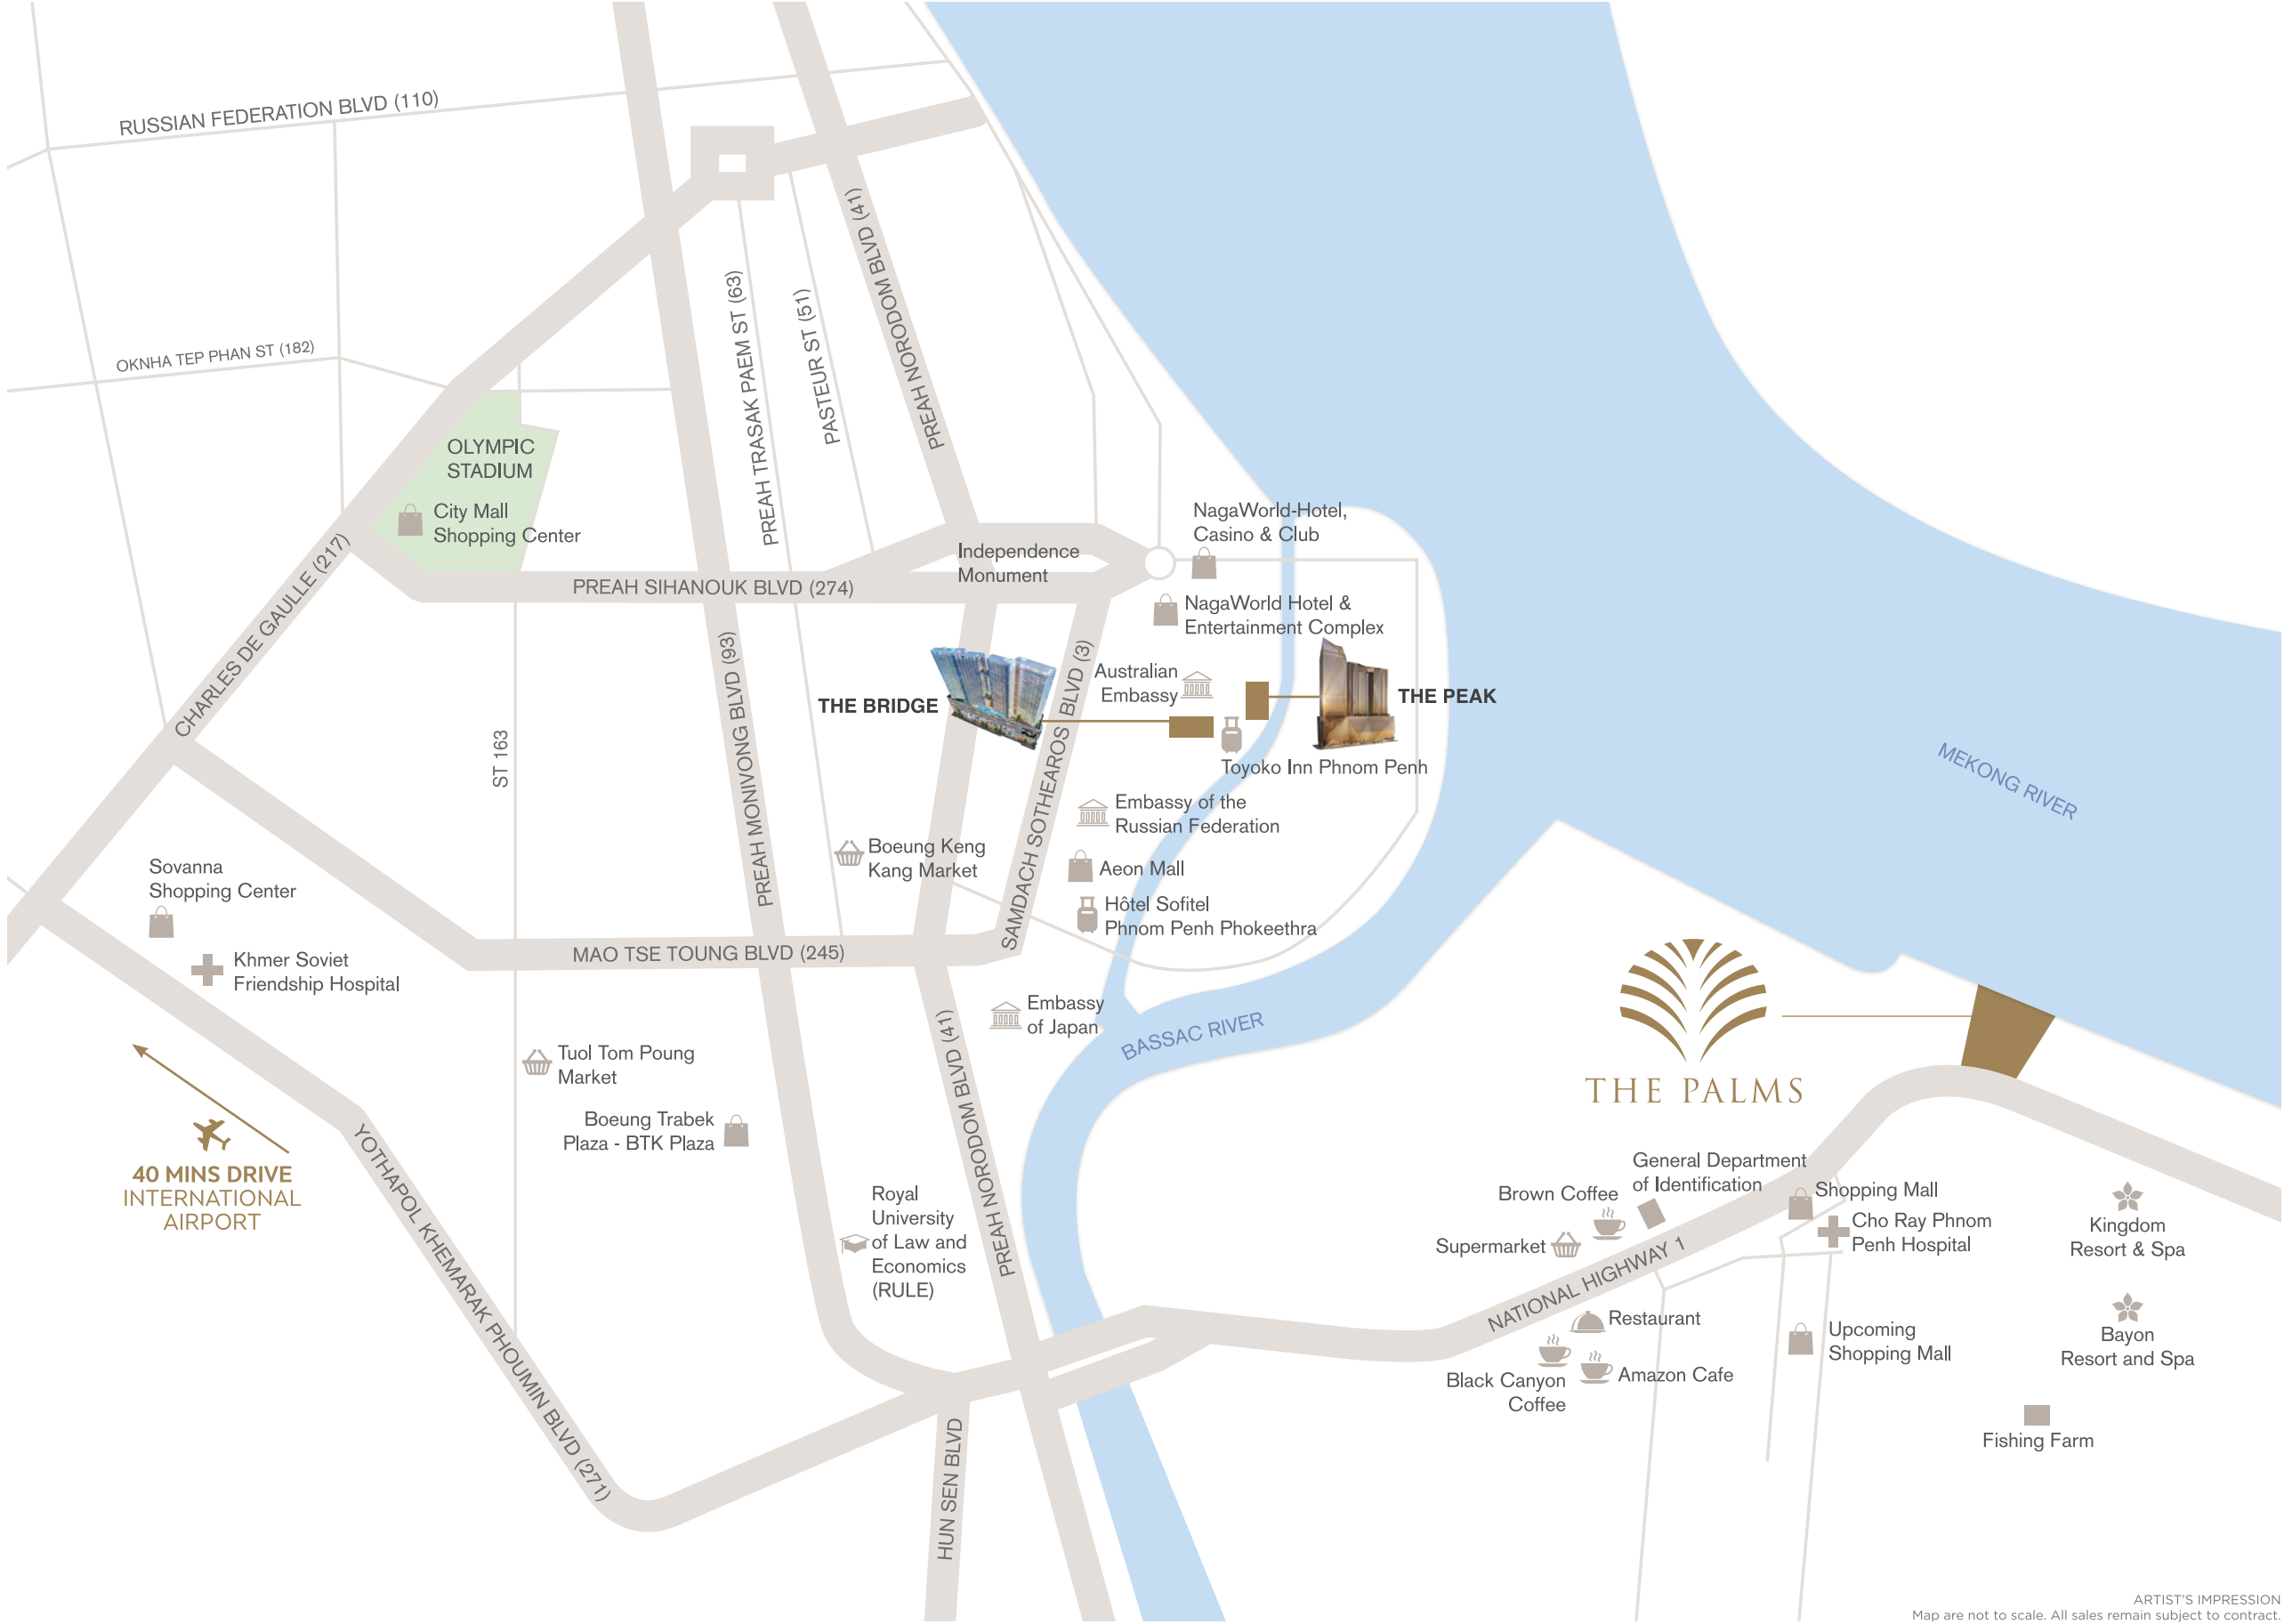 RUSSIAN FEDERATION BLVD (110)
OKNHA TEP PHAN ST (182)
PREAH TRASAK PAEM ST (63)
PASTEUR ST (51)
PREAH NORODOM BLVD (41)
OLYMPIC
STADIUM
City Mall
Shopping Center
CHARLES DE GAULLE (217)
PREAH SIHANOUK BLVD (274)
Independence
Monument
NagaWorld-Hotel,
Casino & Club
NagaWorld Hotel &
Entertainment Complex
PREAH MONIVONG BLVD (93)
SAMDACH SOTHEAROS BLVD (3)
Australian
Embassy
THE BRIDGE
THE PEAK
Toyoko Inn Phnom Penh
ST 163
MEKONG RIVER
Embassy of the
Russian Federation
Boeung Keng
Kang Market
Aeon Mall
Hôtel Sofitel
Phnom Penh Phokeethra
Sovanna
Shopping Center
Khmer Soviet
Friendship Hospital
MAO TSE TOUNG BLVD (245)
Embassy
of Japan
BASSAC RIVER
PREAH NORODOM BLVD (41)
Tuol Tom Poung
Market
Boeung Trabek
Plaza - BTK Plaza
THE PALMS
40 MINS DRIVE
INTERNATIONAL
AIRPORT
YOTHAPOL KHEMARAK PHOUMIN BLVD (271)
Royal
University
of Law and
Economics
(RULE)
General Department
of Identification
Brown Coffee
Supermarket
Shopping Mall
Cho Ray Phnom
Penh Hospital
Kingdom
Resort & Spa
NATIONAL HIGHWAY 1
Restaurant
Black Canyon
Coffee
Amazon Cafe
Upcoming
Shopping Mall
Bayon
Resort and Spa
Fishing Farm
HUN SEN BLVD
ARTIST'S IMPRESSION
Map are not to scale. All sales remain subject to contract.